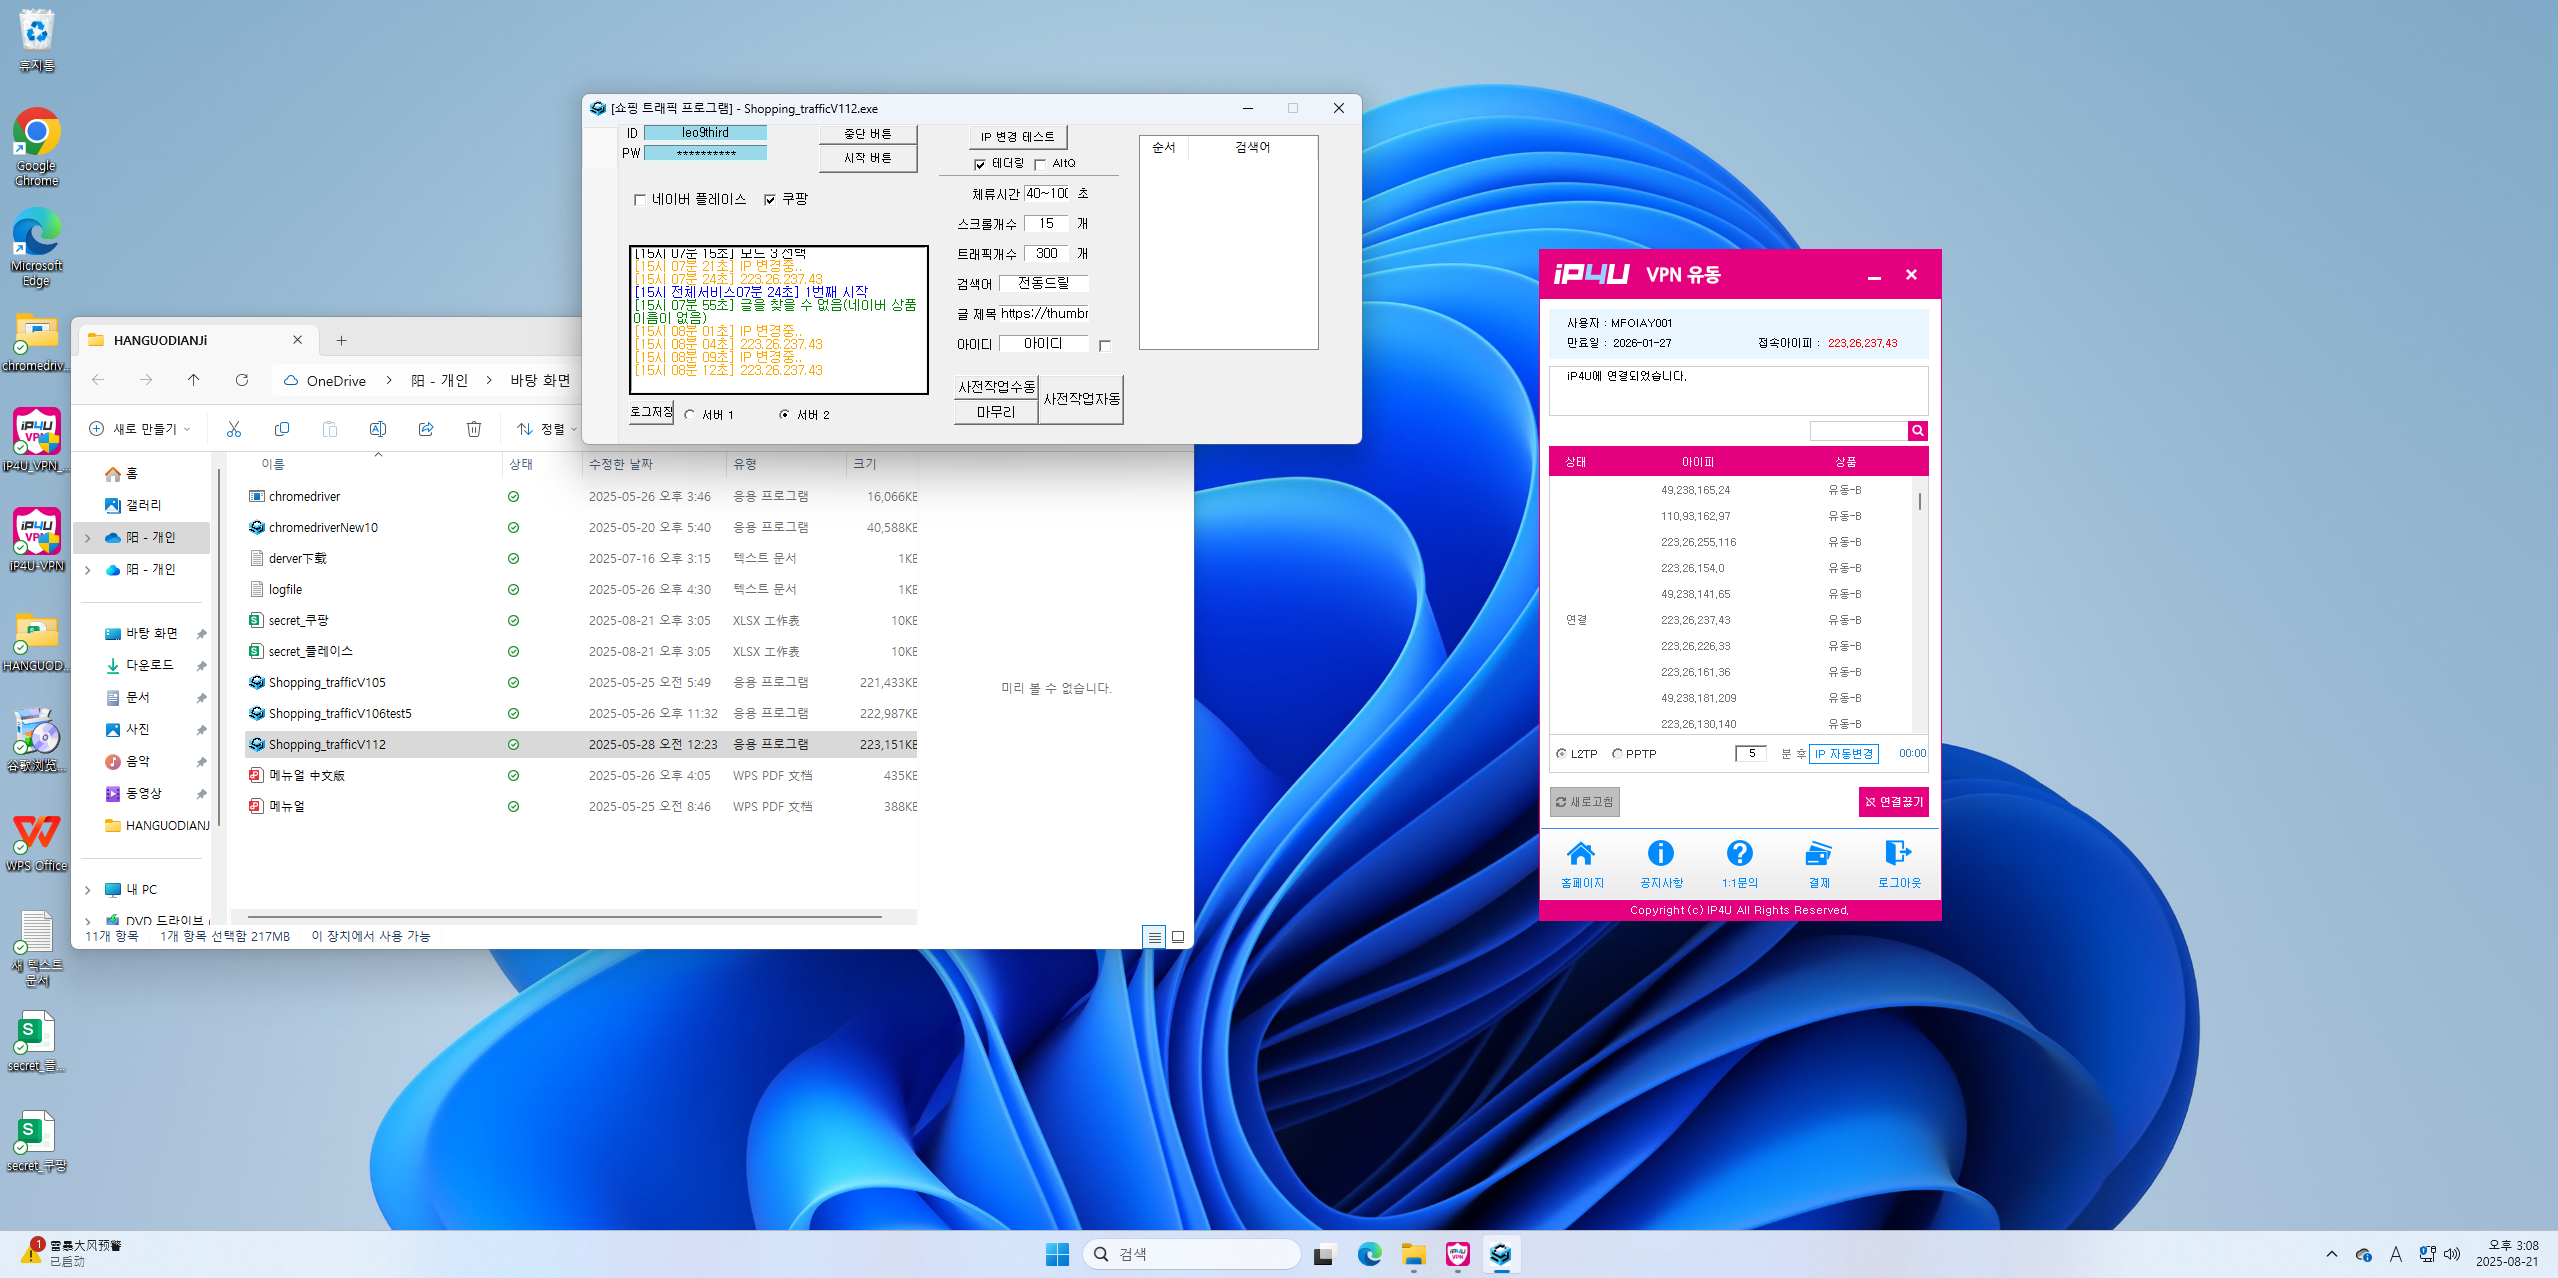 휴지통
Google
Chrome
Microsoft
Edge
chromedriv...
iP4U_VPN_...
iP4U-VPN
HANGUOD...
谷歌浏览...
WPS Office
새 텍스트
문서
secret_플...
secret_쿠팡
[쇼핑 트래픽 프로그램] - Shopping_trafficV112.exe
ID
leo9third
PW
**********
중단 버튼
시작 버튼
네이버 플레이스
쿠팡
[15시 07분 15초] 모드 3 선택
[15시 07분 21초] IP 변경중..
[15시 07분 24초] 223.26.237.43
[15시 전체서비스07분 24초] 1번째 시작
[15시 07분 55초] 글을 찾을 수 없음(네이버 상품
이름이 없음)
[15시 08분 01초] IP 변경중..
[15시 08분 04초] 223.26.237.43
[15시 08분 09초] IP 변경중..
[15시 08분 12초] 223.26.237.43
로그저장
서버 1
서버 2
IP 변경 테스트
테더링
AltQ
체류시간 40~100 초
스크롤개수 15 개
트래픽개수 300 개
검색어 전동드릴
글 제목 https://thumbr
아이디 아이디
사전작업수동
마무리
사전작업자동
순서 검색어
HANGUODIANJi
OneDrive > 阳 - 개인 > 바탕 화면
새로 만들기
정렬
홈
갤러리
阳 - 개인
阳 - 개인
바탕 화면
다운로드
문서
사진
음악
동영상
HANGUODIANJ
내 PC
DVD 드라이브 (
이름 상태 수정한 날짜 유형 크기
chromedriver 2025-05-26 오후 3:46 응용 프로그램 16,066KB
chromedriverNew10 2025-05-20 오후 5:40 응용 프로그램 40,588KB
derver下载 2025-07-16 오후 3:15 텍스트 문서 1KB
logfile 2025-05-26 오후 4:30 텍스트 문서 1KB
secret_쿠팡 2025-08-21 오후 3:05 XLSX 工作表 10KB
secret_플레이스 2025-08-21 오후 3:05 XLSX 工作表 10KB
Shopping_trafficV105 2025-05-25 오전 5:49 응용 프로그램 221,433KB
Shopping_trafficV106test5 2025-05-26 오후 11:32 응용 프로그램 222,987KB
Shopping_trafficV112 2025-05-28 오전 12:23 응용 프로그램 223,151KB
메뉴얼 中文版 2025-05-26 오후 4:05 WPS PDF 文档 435KB
메뉴얼 2025-05-25 오전 8:46 WPS PDF 文档 388KB
미리 볼 수 없습니다.
11개 항목 1개 항목 선택함 217MB 이 장치에서 사용 가능
iP4U VPN 유동
사용자 : MFOIAY001
만료일 : 2026-01-27 접속아이피 : 223.26.237.43
iP4U에 연결되었습니다.
상태 아이피 상품
49.238.165.24 유동-B
110.93.162.97 유동-B
223.26.255.116 유동-B
223.26.154.0 유동-B
49.238.141.65 유동-B
연결 223.26.237.43 유동-B
223.26.226.33 유동-B
223.26.161.36 유동-B
49.238.181.209 유동-B
223.26.130.140 유동-B
L2TP PPTP 5 분 후 IP 자동변경 00:00
새로고침 연결끊기
홈페이지 공지사항 1:1문의 결제 로그아웃
Copyright (c) IP4U All Rights Reserved.
1
雷暴大风预警
已启动
검색
A
오후 3:08
2025-08-21